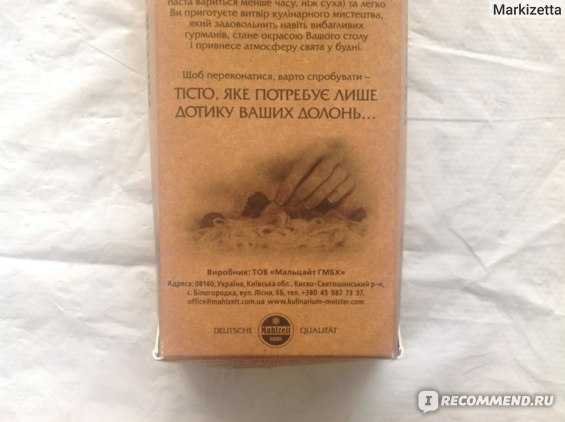 Markizetta
паста вариться менше часу, ніж суха) та легко
Ви приготуєте витвір кулінарного мистецтва,
який задовольнить навіть вибагливих
гурманів, стане окрасою Вашого столу
і привнесе атмосферу свята у будні.
Щоб переконатися, варто спробувати –
ТІСТО, ЯКЕ ПОТРЕБУЄ ЛИШЕ
ДОТИКУ ВАШИХ ДОЛОНЬ...
Виробник: ТОВ «Мальцайт ГМБХ»
Адреса: 08140, Україна, Київська обл., Києво-Святошинський р-н,
с. Білогородка, вул. Лісна, 6Б, тел. +380 45 987 73 37,
office@mahlzeit.com.ua www.kulinarium-meister.com
DEUTSCHE Mahlzeit QUALITÄT
I RECOMMEND.RU